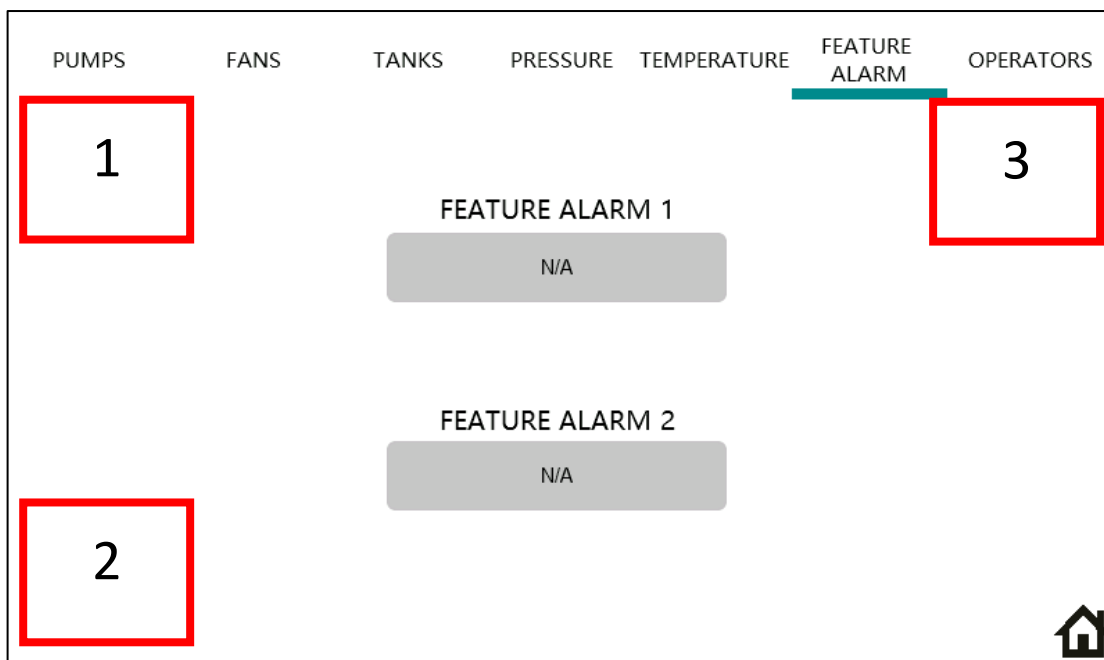 PUMPS FANS TANKS PRESSURE TEMPERATURE FEATURE ALARM OPERATORS
1
3
FEATURE ALARM 1
N/A
FEATURE ALARM 2
N/A
2